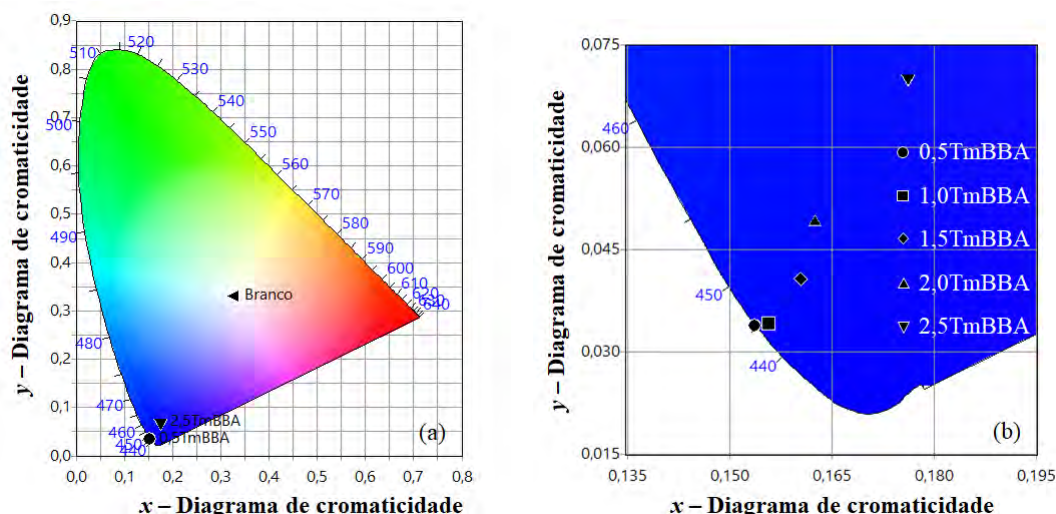 0,9
0,8
0,7
0,6
0,5
0,4
0,3
0,2
0,1
0,0
0,0 0,1 0,2 0,3 0,4 0,5 0,6 0,7 0,8
y – Diagrama de cromaticidade
x – Diagrama de cromaticidade
510 520
530
540
550
560
570
580
590
600
610
620
630
640
500
490
480
470
460
450
440
Branco
2,5TmBBA
0,5TmBBA
(a)
0,075
0,060
0,045
0,030
0,015
0,135 0,150 0,165 0,180 0,195
y – Diagrama de cromaticidade
x – Diagrama de cromaticidade
460
450
440
0,5TmBBA
1,0TmBBA
1,5TmBBA
2,0TmBBA
2,5TmBBA
(b)